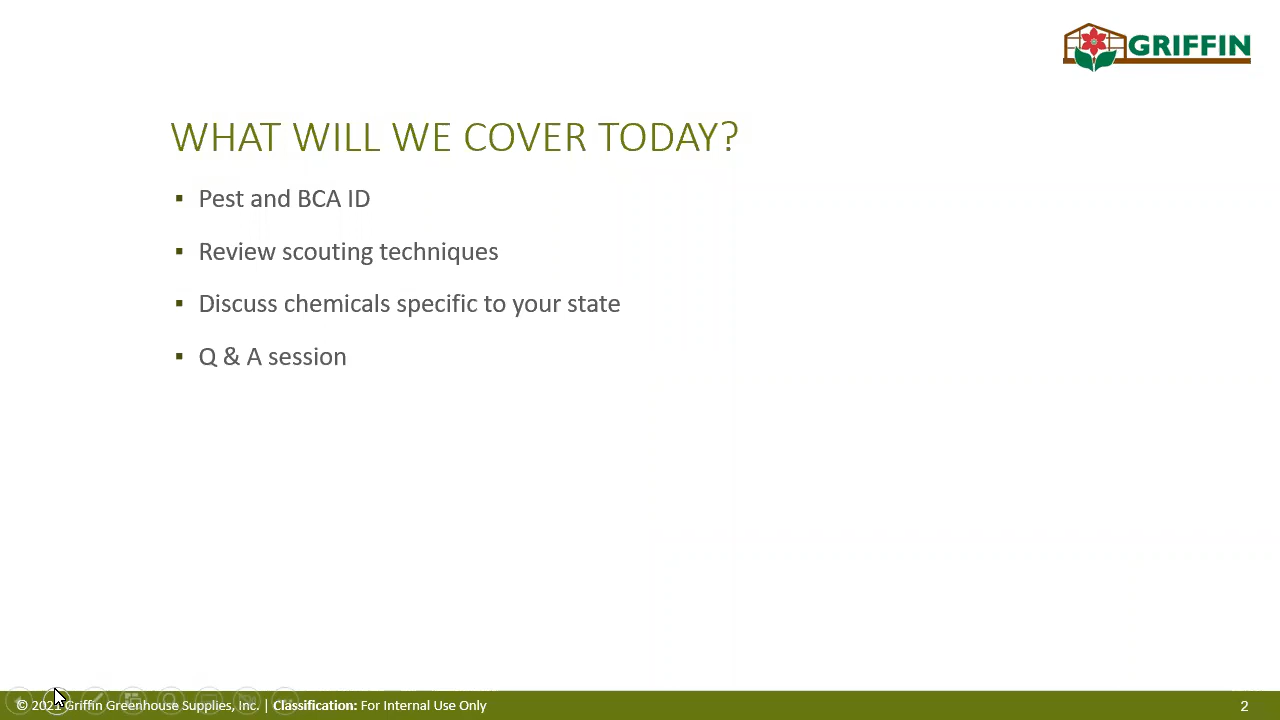 GRIFFIN
WHAT WILL WE COVER TODAY?
▪ Pest and BCA ID
▪ Review scouting techniques
▪ Discuss chemicals specific to your state
▪ Q & A session
© 2021 Griffin Greenhouse Supplies, Inc. | Classification: For Internal Use Only
2